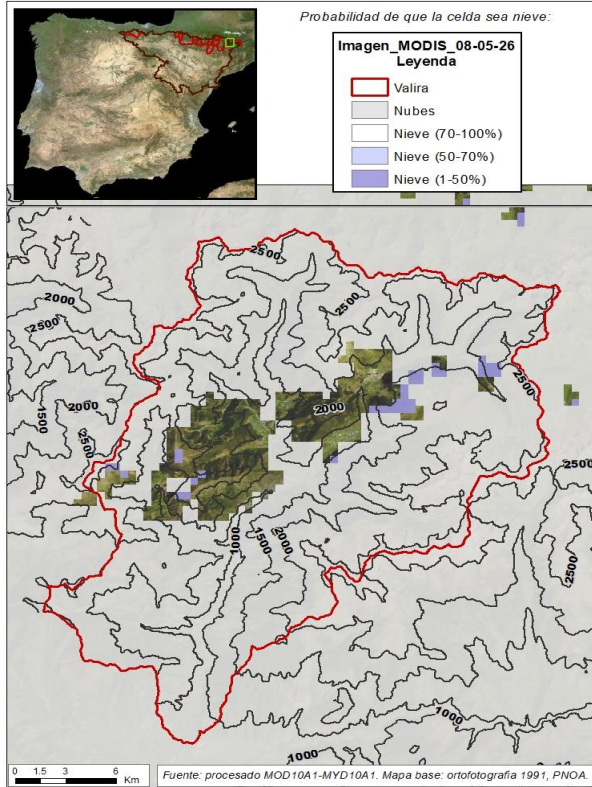 Probabilidad de que la celda sea nieve:
Imagen_MODIS_08-05-26
Leyenda
Valira
Nubes
Nieve (70-100%)
Nieve (50-70%)
Nieve (1-50%)
2500
2500
2000
2500
2000
1500
2500
2000
2500
2500
2500
1000
1500
2000
1000
1000
0 1.5 3 6
Km
Fuente: procesado MOD10A1-MYD10A1. Mapa base: ortofotografia 1991, PNOA.